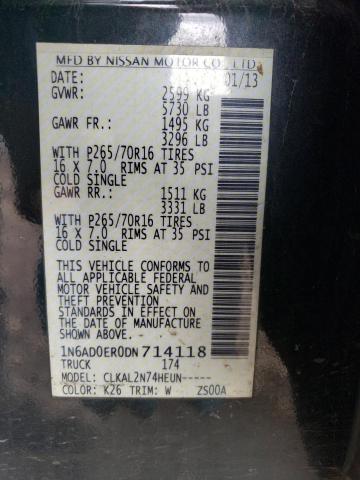 MFD BY NISSAN MOTOR CO., LTD.
DATE: 01/13
GVWR: 2599 KG
5730 LB
GAWR FR.: 1495 KG
3296 LB
WITH P265/70R16 TIRES
16 X 7.0 RIMS AT 35 PSI
COLD SINGLE
GAWR RR.: 1511 KG
3331 LB
WITH P265/70R16 TIRES
16 X 7.0 RIMS AT 35 PSI
COLD SINGLE
THIS VEHICLE CONFORMS TO
ALL APPLICABLE FEDERAL
MOTOR VEHICLE SAFETY AND
THEFT PREVENTION
STANDARDS IN EFFECT ON
THE DATE OF MANUFACTURE
SHOWN ABOVE.
1N6AD0ER0DN714118
TRUCK 174
MODEL: CLKAL2N74HEUN-----
COLOR: K26 TRIM: W ZS00A